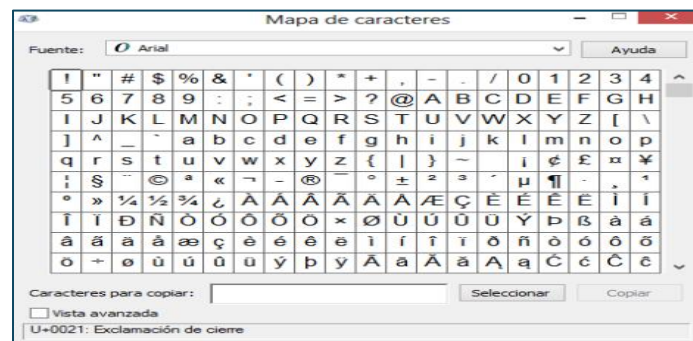 Mapa de caracteres
Fuente: O Arial Ayuda
! " # $ % & ' ( ) * + , - . / 0 1 2 3 4
5 6 7 8 9 : ; < = > ? @ A B C D E F G H
I J K L M N O P Q R S T U V W X Y Z [ \
] ^ _ ` a b c d e f g h i j k l m n o p
q r s t u v w x y z { | } ~ ¡ ¢ £ ¤ ¥
¦ § ¨ © ª « ¬ - ® ¯ ° ± ² ³ ´ µ ¶ · ¸ ¹
º » ¼ ½ ¾ ¿ À Á Â Ã Ä Å Æ Ç È É Ê Ë Ì Í
Î Ï Ð Ñ Ò Ó Ô Õ Ö × Ø Ù Ú Û Ü Ý Þ ß à á
â ã ä å æ ç è é ê ë ì í î ï ð ñ ò ó ô õ
ö ÷ ø ù ú û ü ý þ ÿ Ā ā Ă ă Ą ą Ć ć Ĉ ĉ
Caracteres para copiar: Seleccionar Copiar
Vista avanzada
U+0021: Exclamación de cierre